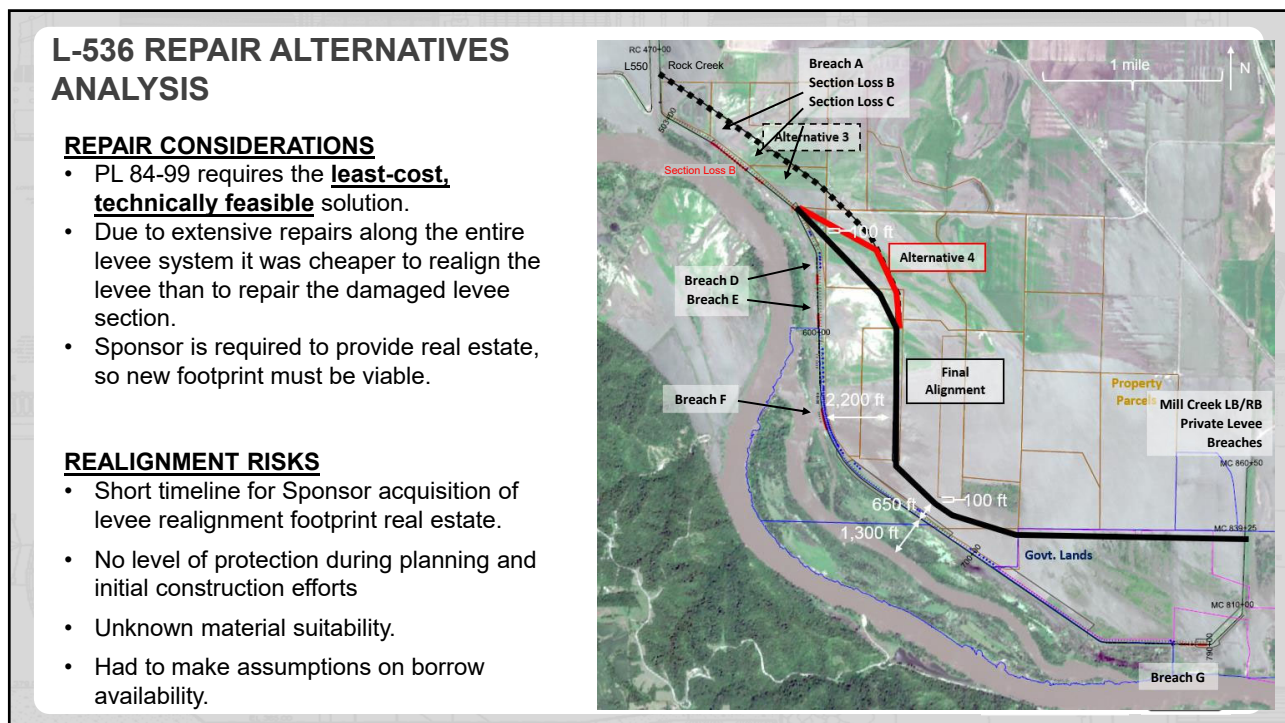 L-536 REPAIR ALTERNATIVES
ANALYSIS
REPAIR CONSIDERATIONS
• PL 84-99 requires the least-cost,
technically feasible solution.
• Due to extensive repairs along the entire
levee system it was cheaper to realign the
levee than to repair the damaged levee
section.
• Sponsor is required to provide real estate,
so new footprint must be viable.
REALIGNMENT RISKS
• Short timeline for Sponsor acquisition of
levee realignment footprint real estate.
• No level of protection during planning and
initial construction efforts
• Unknown material suitability.
• Had to make assumptions on borrow
availability.
RC 470+00
L550
Rock Creek
Breach A
Section Loss B
Section Loss C
1 mile
N
503+00
Alternative 3
Section Loss B
100 ft
Alternative 4
Breach D
Breach E
600+00
Final
Alignment
Property
Parcels
Breach F
2,200 ft
Mill Creek LB/RB
Private Levee
Breaches
MC 860+50
650 ft
100 ft
1,300 ft
MC 839+25
Govt. Lands
700+00
MC 810+00
790+00
Breach G